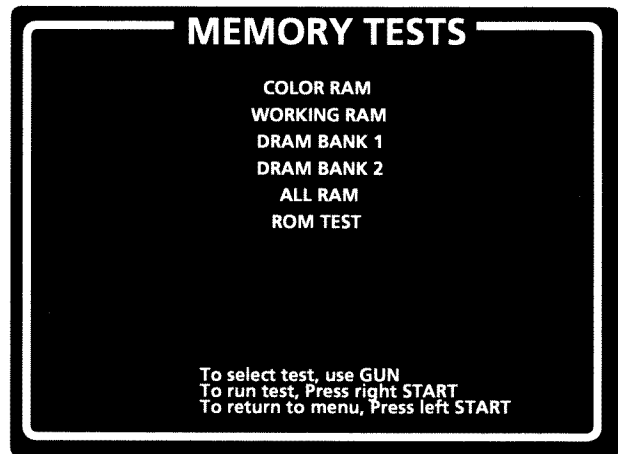 MEMORY TESTS
COLOR RAM
WORKING RAM
DRAM BANK 1
DRAM BANK 2
ALL RAM
ROM TEST
To select test, use GUN
To run test, Press right START
To return to menu, Press left START